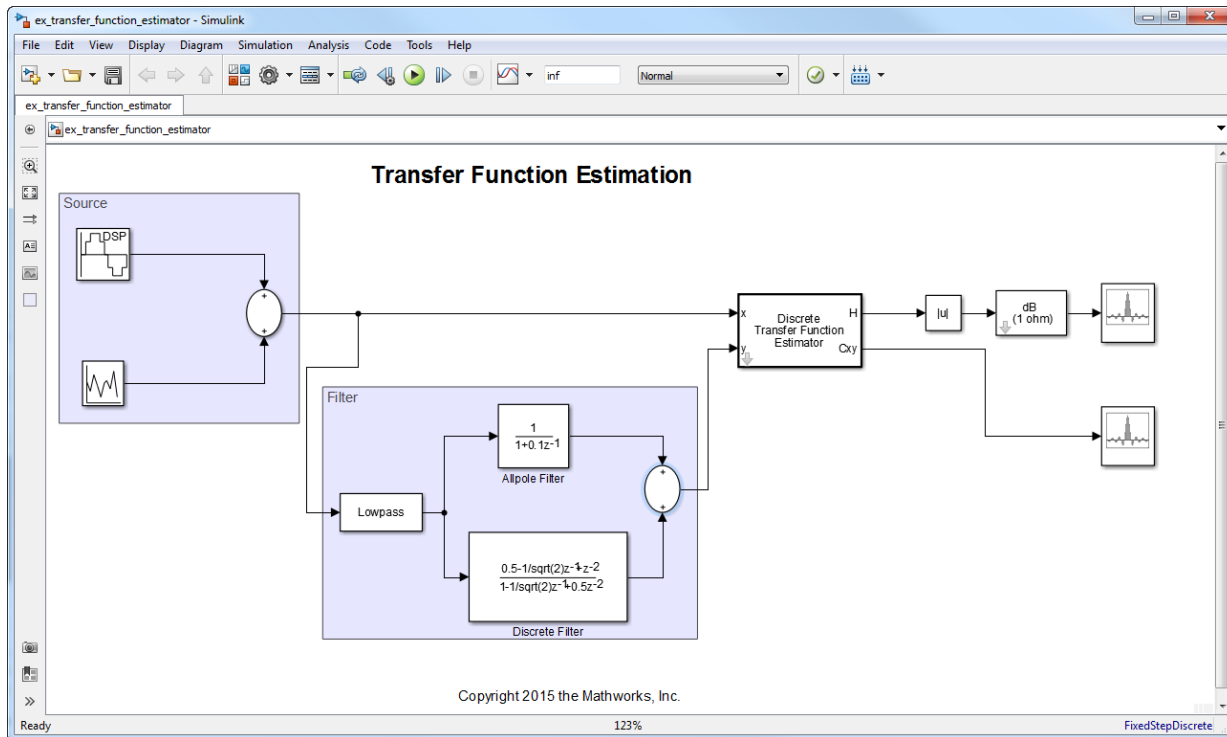 ex_transfer_function_estimator - Simulink
File Edit View Display Diagram Simulation Analysis Code Tools Help
inf
Normal
ex_transfer_function_estimator
ex_transfer_function_estimator
Transfer Function Estimation
Source
DSP
+
+
x
y
Discrete
Transfer Function
Estimator
H
Cxy
|u|
dB
(1 ohm)
Filter
1
1+0.1z-1
Allpole Filter
+
+
Lowpass
0.5-1/sqrt(2)z-1+z-2
1-1/sqrt(2)z-1+0.5z-2
Discrete Filter
Copyright 2015 the Mathworks, Inc.
Ready
123%
FixedStepDiscrete